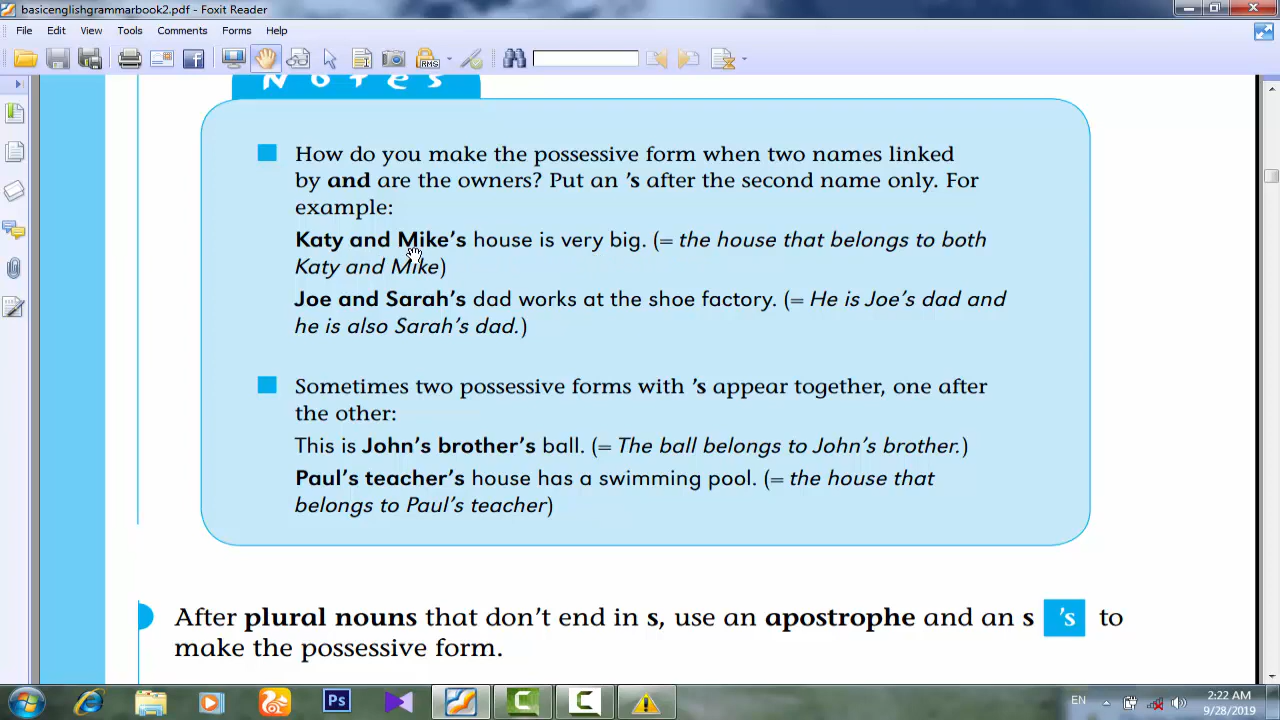 basicenglishgrammarbook2.pdf - Foxit Reader
File Edit View Tools Comments Forms Help
RMS
Notes
How do you make the possessive form when two names linked
by and are the owners? Put an ’s after the second name only. For
example:
Katy and Mike’s house is very big. (= the house that belongs to both
Katy and Mike)
Joe and Sarah’s dad works at the shoe factory. (= He is Joe’s dad and
he is also Sarah’s dad.)
Sometimes two possessive forms with ’s appear together, one after
the other:
This is John’s brother’s ball. (= The ball belongs to John’s brother.)
Paul’s teacher’s house has a swimming pool. (= the house that
belongs to Paul’s teacher)
After plural nouns that don’t end in s, use an apostrophe and an s ’s to
make the possessive form.
Ps
EN
2:22 AM
9/28/2019